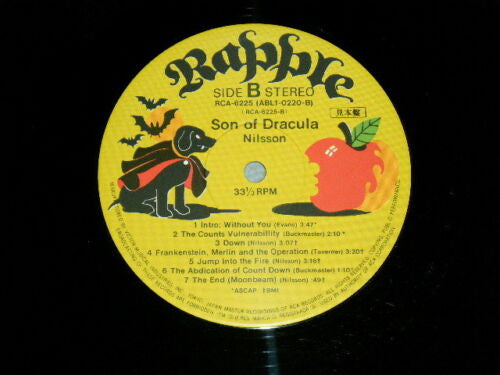 Rapple
SIDE B STEREO
RCA-6225 (ABL1-0220-B)
(RCA-6225-B)
見本盤
Son of Dracula
Nilsson
33⅓ RPM
1 Intro: Without You (Evans) 3:47*
2 The Counts Vulnerabillity (Buckmaster) 2:10*
3 Down (Nilsson) 3:07†
4 Frankenstein, Merlin and the Operation (Taverner) 3:20†
5 Jump into the Fire (Nilsson) 3:16†
6 The Abdication of Count Down (Buckmaster) 1:10
7 The End (Moonbeam) (Nilsson) :49†
*ASCAP †BMI